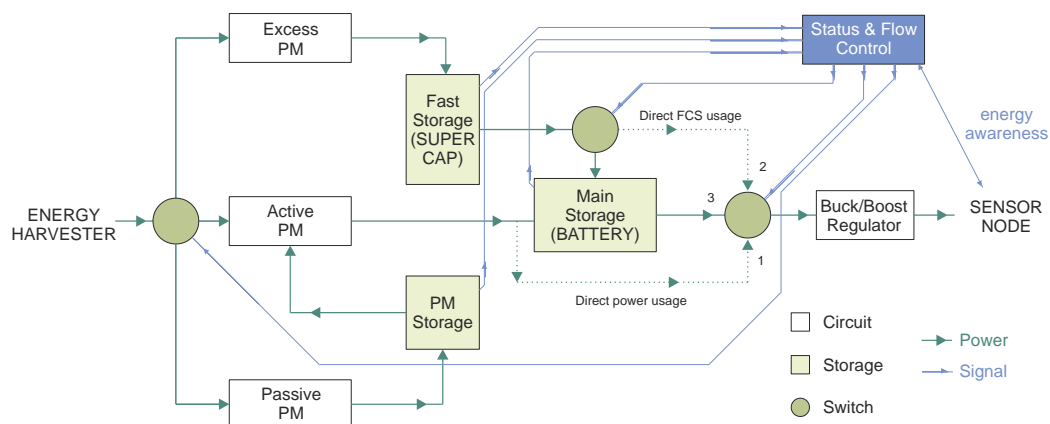 Excess
PM
Status & Flow
Control
Fast
Storage
(SUPER
CAP)
Direct FCS usage
energy
awareness
2
ENERGY
HARVESTER
Active
PM
Main
Storage
(BATTERY)
3
Buck/Boost
Regulator
SENSOR
NODE
1
Direct power usage
PM
Storage
Circuit
Power
Storage
Signal
Passive
PM
Switch